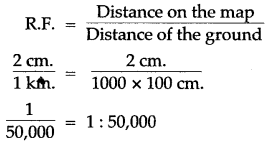 R.F. = Distance on the map / Distance of the ground
2 cm. / 1 km. = 2 cm. / 1000 × 100 cm.
1 / 50,000 = 1 : 50,000